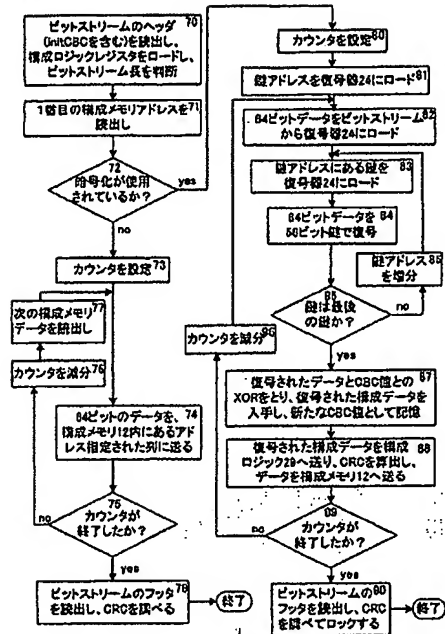 70
ビットストリームのヘッダ
(initCBCを含む)を読出し、
構成ロジックレジスタをロードし、
ビットストリーム長を判断
71
1番目の構成メモリアドレスを
読出し
72
暗号化が使用
されているか?
yes
no
カウンタを設定 73
次の構成メモリ 77
データを読出し
カウンタを減分 76
64ビットのデータを、 74
構成メモリ12内にあるアド
レス指定された列に送る
75
カウンタが
終了したか?
no
yes
ビットストリームのフッタ 78
を読出し、CRCを調べる
終了
80
カウンタを設定
鍵アドレスを復号器24にロード 81
64ビットデータをビットストリーム 82
から復号器24にロード
鍵アドレスにある鍵を 83
復号器24にロード
64ビットデータを 84
56ビット鍵で復号
鍵アドレス 85
を増分
86
鍵は最後
の鍵か?
no
yes
カウンタを減分 96
復号されたデータとCBC値との 87
XORをとり、復号された構成データを
入手し、新たなCBC値として記憶
復号された構成データを構成 88
ロジック29へ送り、CRCを算出し、
データを構成メモリ12へ送る
89
カウンタが
終了したか?
no
yes
ビットストリームの 90
フッタを読出し、CRC
を調べてロックする
終了